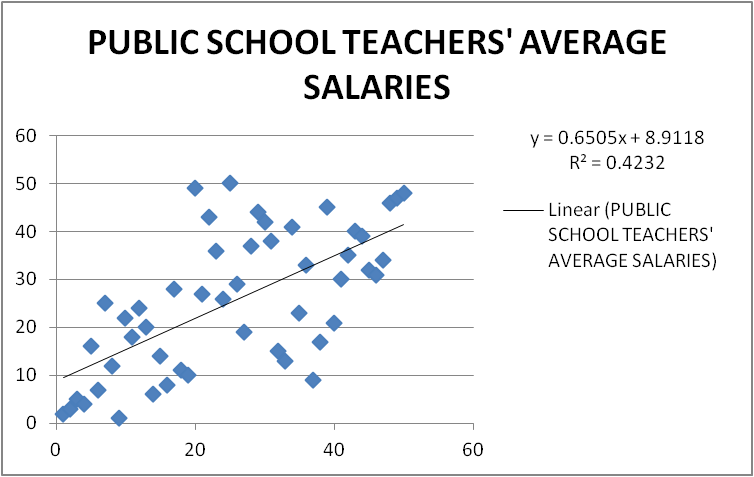 PUBLIC SCHOOL TEACHERS' AVERAGE
SALARIES
y = 0.6505x + 8.9118
R² = 0.4232
Linear (PUBLIC
SCHOOL TEACHERS'
AVERAGE SALARIES)
60
50
40
30
20
10
0
0 20 40 60